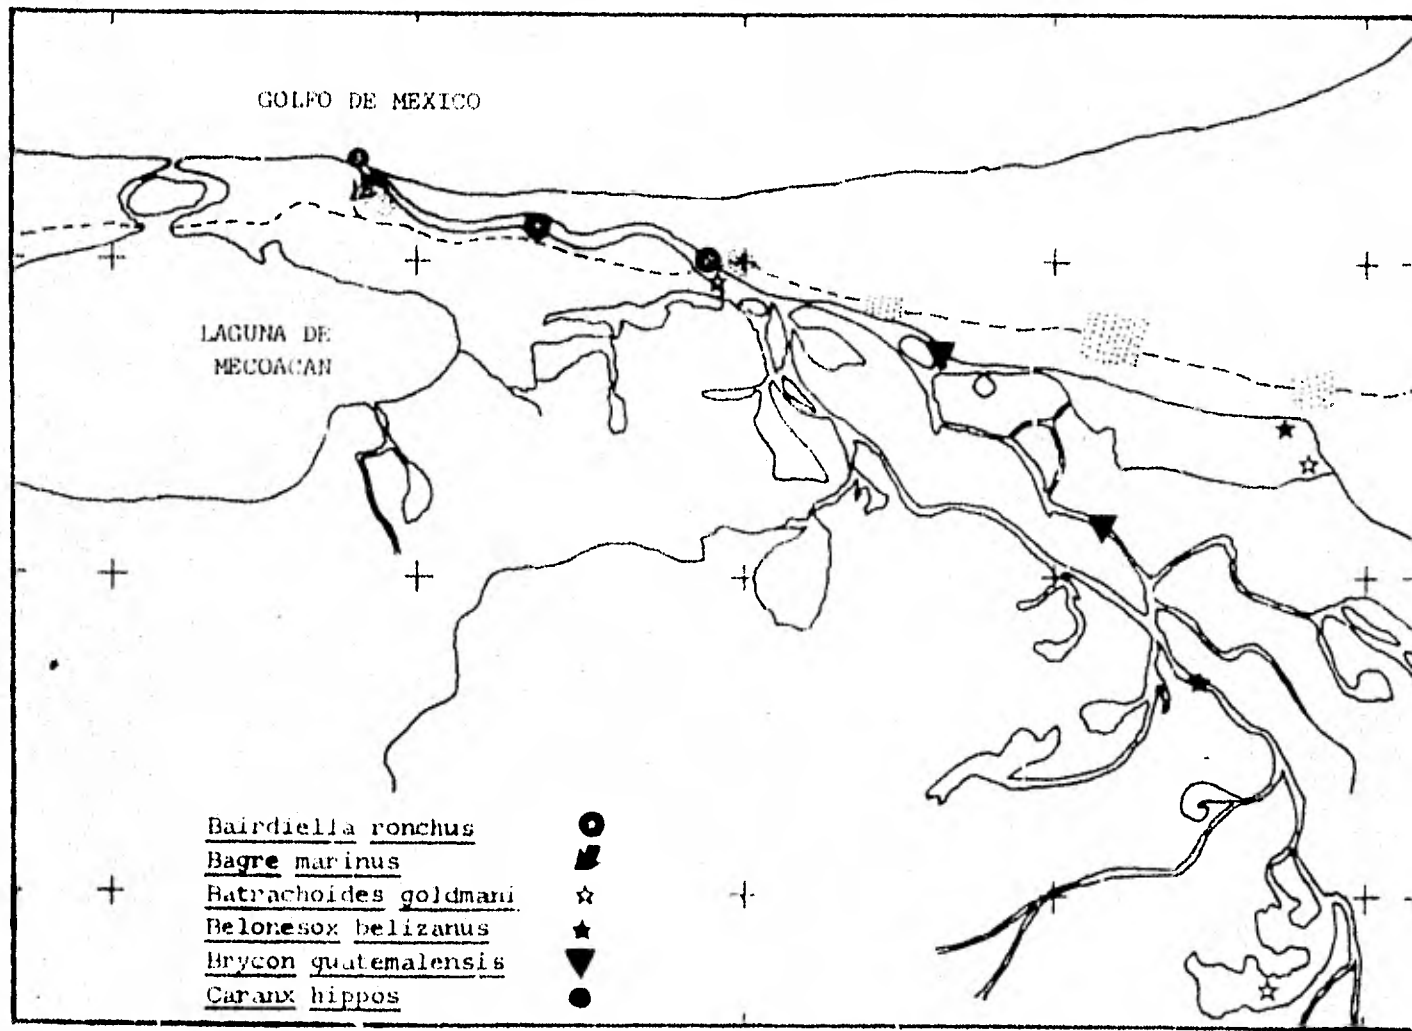 GOLFO DE MEXICO
LAGUNA DE
MECOACAN
Bairdiella ronchus
Bagre marinus
Batrachoides goldmani
Belonesox belizanus
Brycon guatemalensis
Caranx hippos